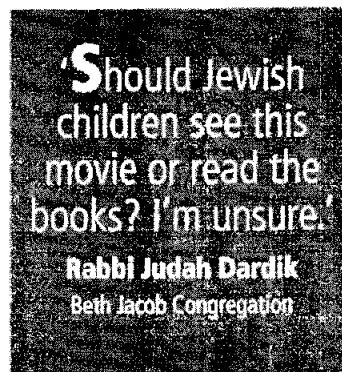 'Should Jewish
children see this
movie or read the
books? I'm unsure.'
Rabbi Judah Dardik
Beth Jacob Congregation